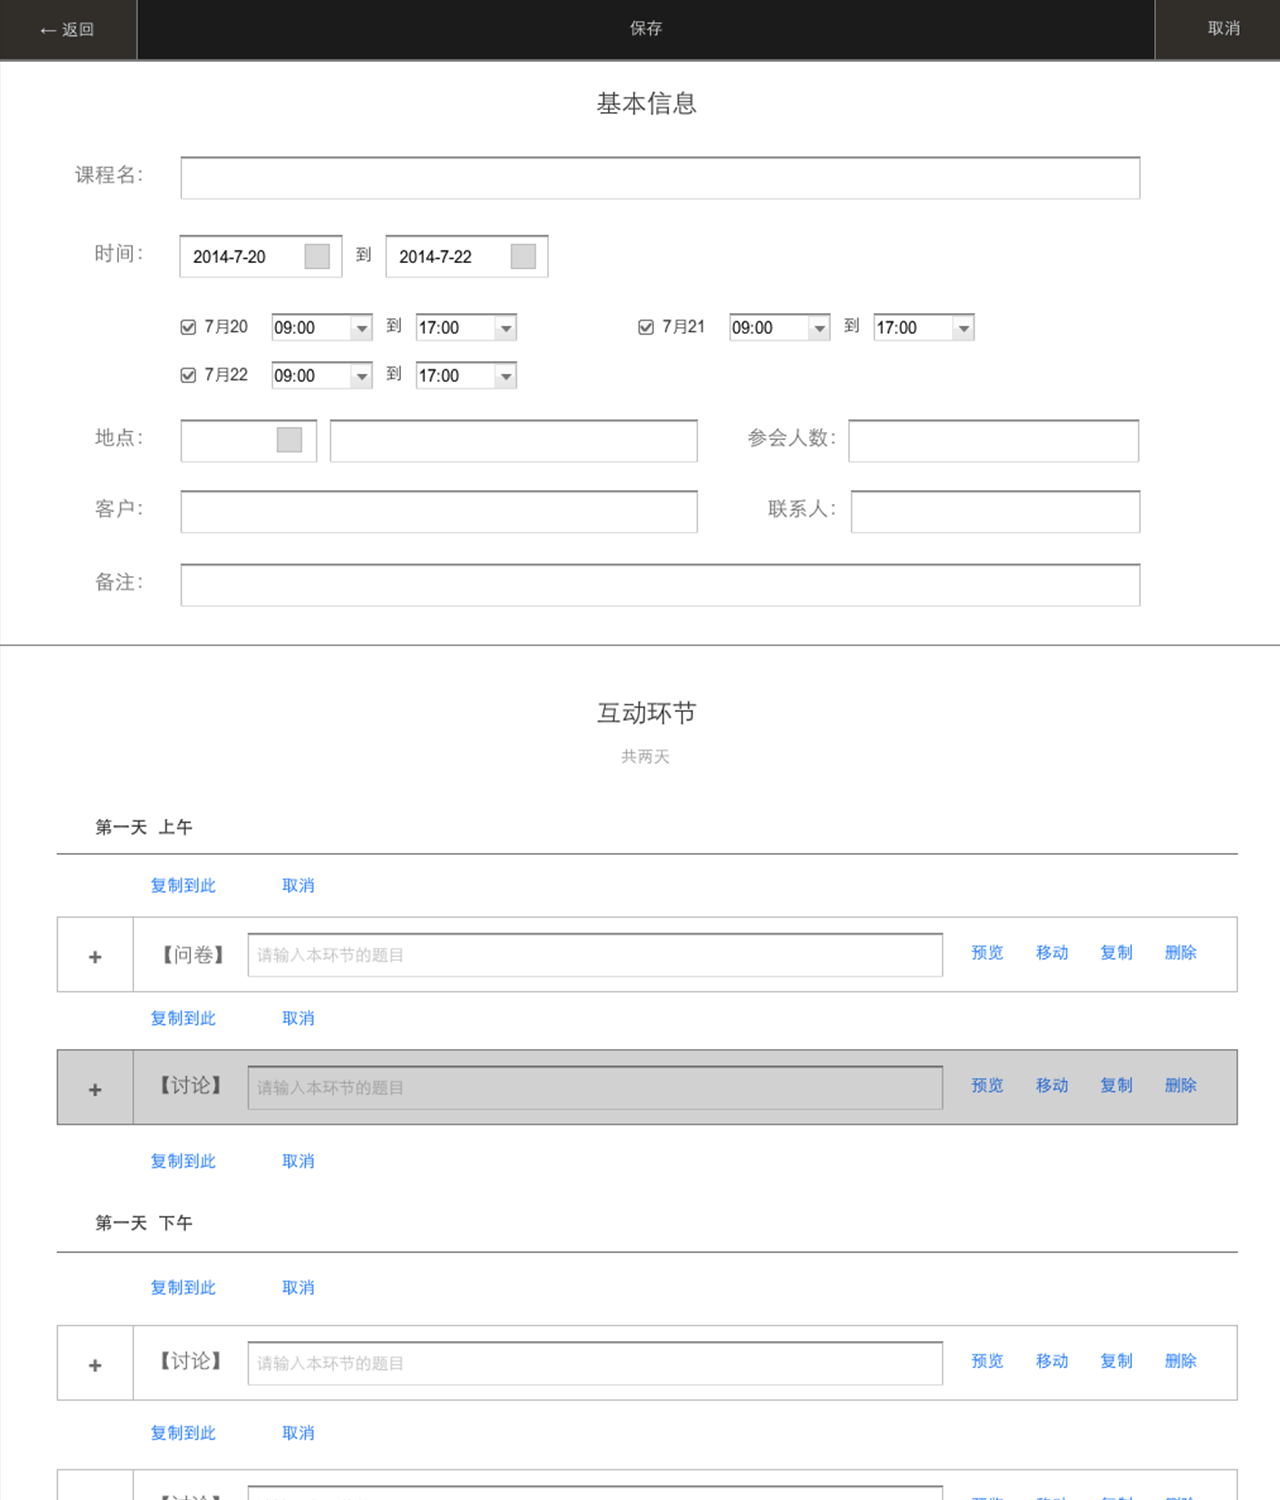 ← 返回 保存 取消
基本信息
课程名：
时间： 2014-7-20 到 2014-7-22
7月20 09:00 到 17:00 7月21 09:00 到 17:00
7月22 09:00 到 17:00
地点： 参会人数：
客户： 联系人：
备注：
互动环节
共两天
第一天 上午
复制到此 取消
+ 【问卷】 请输入本环节的题目 预览 移动 复制 删除
复制到此 取消
+ 【讨论】 请输入本环节的题目 预览 移动 复制 删除
复制到此 取消
第一天 下午
复制到此 取消
+ 【讨论】 请输入本环节的题目 预览 移动 复制 删除
复制到此 取消